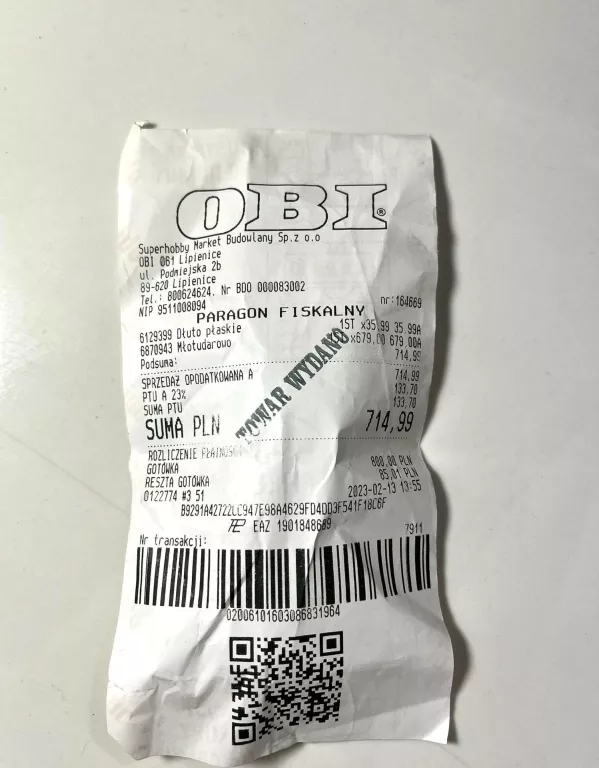 OBI®
Superhobby Market Budowlany Sp.z o.o
OBI 061 Lipienice
ul. Podmiejska 2b
89-620 Lipienice
Tel.: 800624624. Nr BDO 000083002
NIP 9511008094 nr:164669
PARAGON FISKALNY
6129399 Dłuto płaskie 1ST x35,99 35.99A
6870943 Młotudarowo x679,00 679.00A
Podsuma: 714,99
SPRZEDAŻ OPODATKOWANA A 714,99
PTU A 23% 133,70
SUMA PTU 133,70
SUMA PLN 714,99
TOWAR WYDANO
ROZLICZENIE PŁATNOŚCI
GOTÓWKA 800,00 PLN
RESZTA GOTÓWKA 85,01 PLN
0122774 #3 51 2023-02-13 13:55
EAZ 1901848689
7911
Nr transakcji:
02006101603086831964